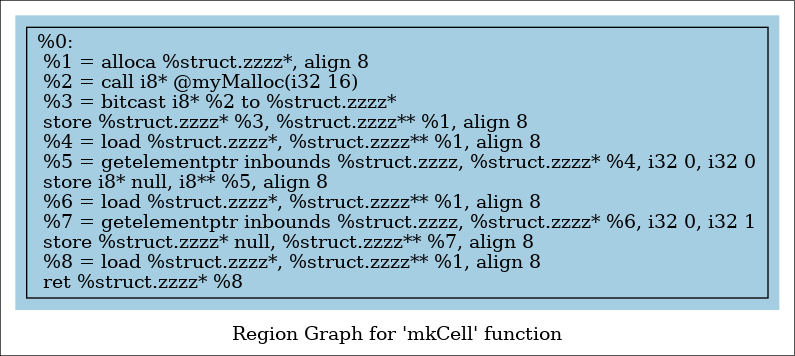 %0:
%1 = alloca %struct.zzzz*, align 8
%2 = call i8* @myMalloc(i32 16)
%3 = bitcast i8* %2 to %struct.zzzz*
store %struct.zzzz* %3, %struct.zzzz** %1, align 8
%4 = load %struct.zzzz*, %struct.zzzz** %1, align 8
%5 = getelementptr inbounds %struct.zzzz, %struct.zzzz* %4, i32 0, i32 0
store i8* null, i8** %5, align 8
%6 = load %struct.zzzz*, %struct.zzzz** %1, align 8
%7 = getelementptr inbounds %struct.zzzz, %struct.zzzz* %6, i32 0, i32 1
store %struct.zzzz* null, %struct.zzzz** %7, align 8
%8 = load %struct.zzzz*, %struct.zzzz** %1, align 8
ret %struct.zzzz* %8
Region Graph for 'mkCell' function